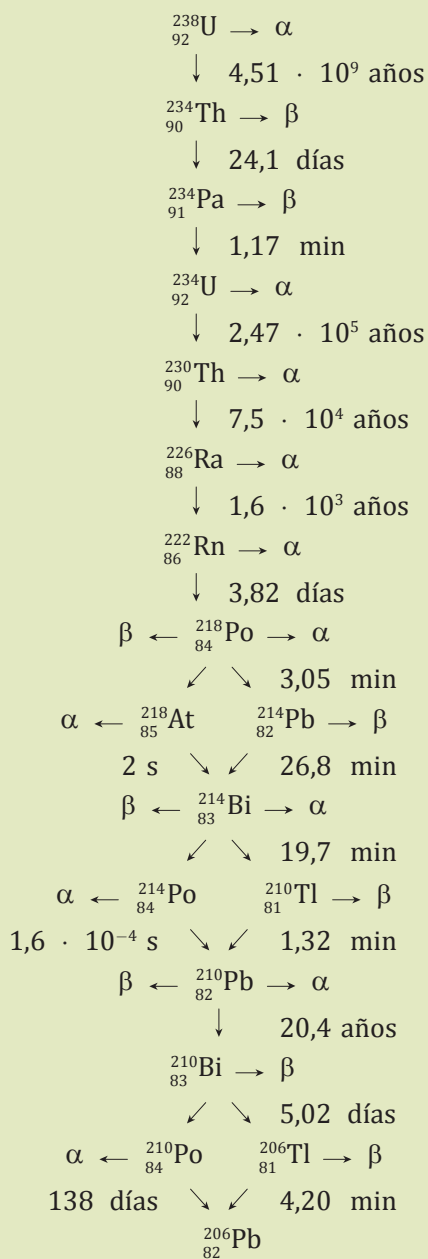 ²³⁸₉₂U → α
↓ 4,51 · 10⁹ años
²³⁴₉₀Th → β
↓ 24,1 días
²³⁴₉₁Pa → β
↓ 1,17 min
²³⁴₉₂U → α
↓ 2,47 · 10⁵ años
²³⁰₉₀Th → α
↓ 7,5 · 10⁴ años
²²⁶₈₈Ra → α
↓ 1,6 · 10³ años
²²²₈₆Rn → α
↓ 3,82 días
β ← ²¹⁸₈₄Po → α
↙ ↘ 3,05 min
α ← ²¹⁸₈₅At ²¹⁴₈₂Pb → β
2 s ↘ ↙ 26,8 min
β ← ²¹⁴₈₃Bi → α
↙ ↘ 19,7 min
α ← ²¹⁴₈₄Po ²¹⁰₈₁Tl → β
1,6 · 10⁻⁴ s ↘ ↙ 1,32 min
β ← ²¹⁰₈₂Pb → α
↓ 20,4 años
²¹⁰₈₃Bi → β
↙ ↘ 5,02 días
α ← ²¹⁰₈₄Po ²⁰⁶₈₁Tl → β
138 días ↘ ↙ 4,20 min
²⁰⁶₈₂Pb